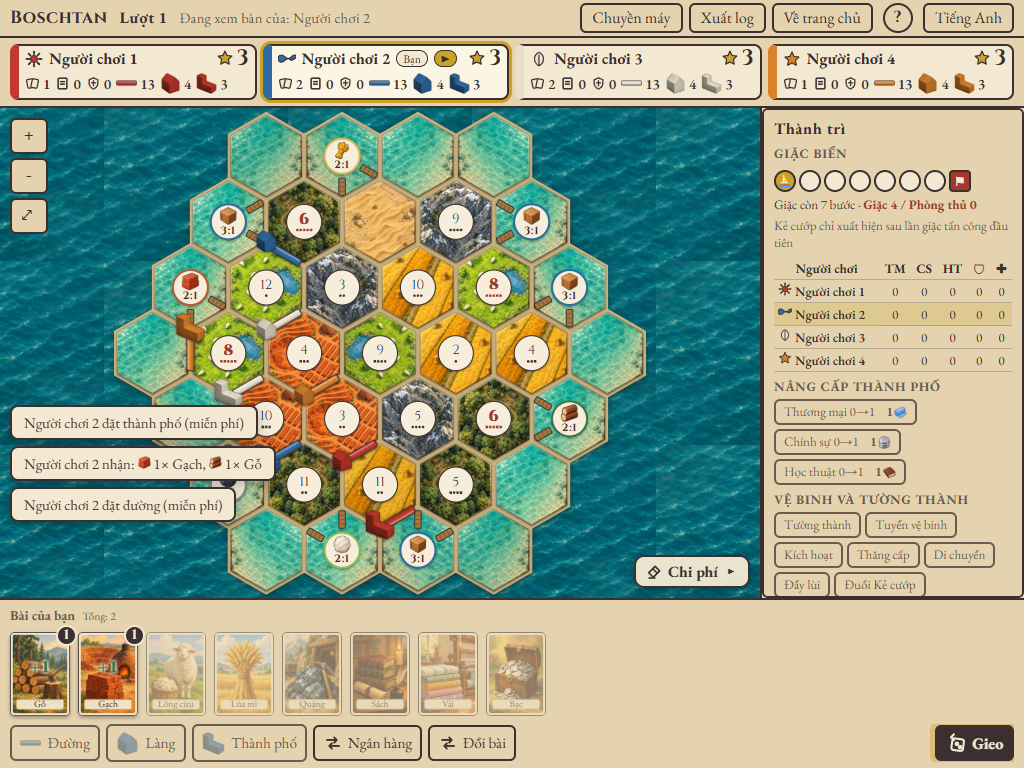 BOSCHTAN Lượt 1 Đang xem bàn của: Người chơi 2
Chuyền máy Xuất log Về trang chủ ? Tiếng Anh
Người chơi 1 3
1 0 0 13 4 3
Người chơi 2 Bạn 3
2 0 0 13 4 3
Người chơi 3 3
2 0 0 13 4 3
Người chơi 4 3
1 0 0 13 4 3
+
-
2:1
3:1 6 9 3:1
2:1 12 3 10 8 3:1
8 4 9 2 4
10 3 5 6 2:1
11 11 5
2:1 3:1
Người chơi 2 đặt thành phố (miễn phí)
Người chơi 2 nhận: 1× Gạch, 1× Gỗ
Người chơi 2 đặt đường (miễn phí)
Chi phí
Thành trì
GIẶC BIỂN
Giặc còn 7 bước · Giặc 4 / Phòng thủ 0
Kẻ cướp chỉ xuất hiện sau lần giặc tấn công đầu
tiên
Người chơi TM CS HT
Người chơi 1 0 0 0 0 0
Người chơi 2 0 0 0 0 0
Người chơi 3 0 0 0 0 0
Người chơi 4 0 0 0 0 0
NÂNG CẤP THÀNH PHỐ
Thương mại 0→1 1
Chính sự 0→1 1
Học thuật 0→1 1
VỆ BINH VÀ TƯỜNG THÀNH
Tường thành Tuyển vệ binh
Kích hoạt Thăng cấp Di chuyển
Đẩy lùi Đuổi Kẻ cướp
Bài của bạn Tổng: 2
1 1
+1 +1
Gỗ Gạch Lông cừu Lúa mì Quặng Sách Vải Bạc
Đường Làng Thành phố Ngân hàng Đổi bài Gieo